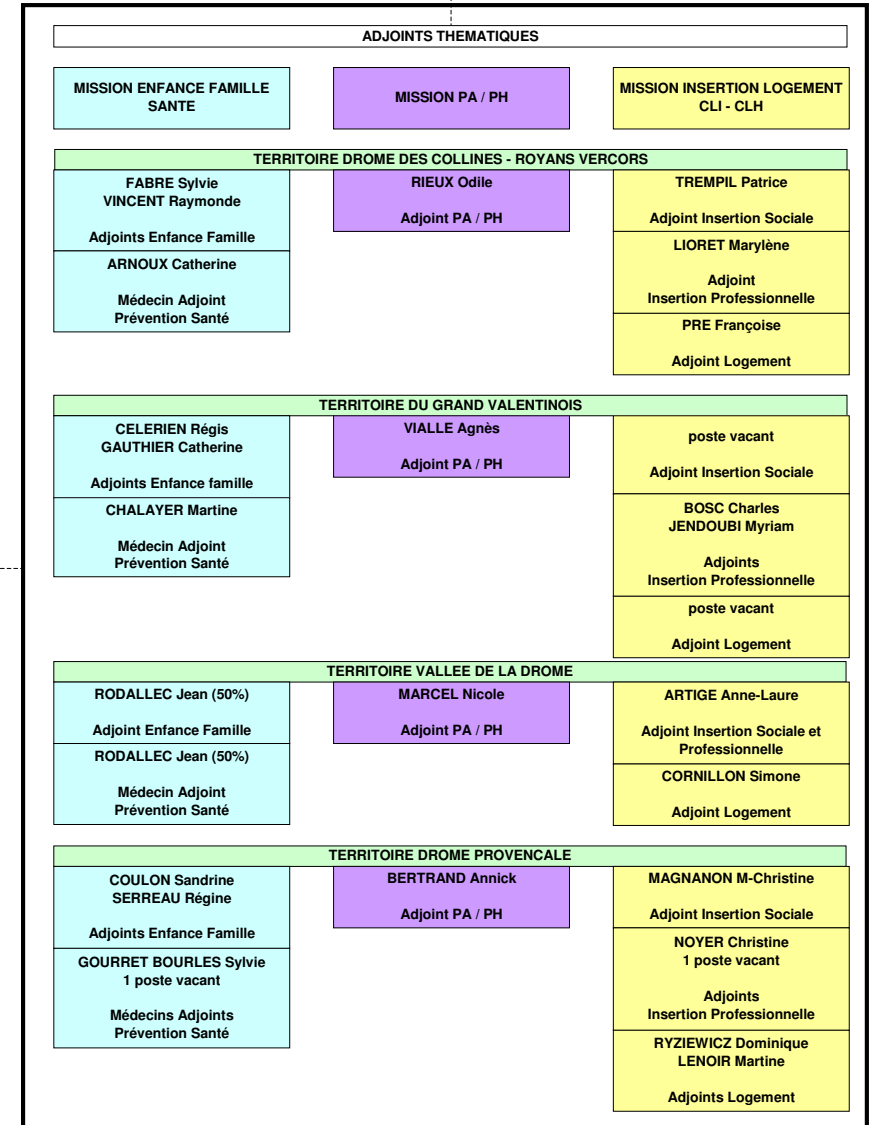 ADJOINTS THEMATIQUES
MISSION ENFANCE FAMILLE
SANTE
MISSION PA / PH
MISSION INSERTION LOGEMENT
CLI - CLH
TERRITOIRE DROME DES COLLINES - ROYANS VERCORS
FABRE Sylvie
VINCENT Raymonde
Adjoints Enfance Famille
ARNOUX Catherine
Médecin Adjoint
Prévention Santé
RIEUX Odile
Adjoint PA / PH
TREMPIL Patrice
Adjoint Insertion Sociale
LIORET Marylène
Adjoint
Insertion Professionnelle
PRE Françoise
Adjoint Logement
TERRITOIRE DU GRAND VALENTINOIS
CELERIEN Régis
GAUTHIER Catherine
Adjoints Enfance famille
CHALAYER Martine
Médecin Adjoint
Prévention Santé
VIALLE Agnès
Adjoint PA / PH
poste vacant
Adjoint Insertion Sociale
BOSC Charles
JENDOUBI Myriam
Adjoints
Insertion Professionnelle
poste vacant
Adjoint Logement
TERRITOIRE VALLEE DE LA DROME
RODALLEC Jean (50%)
Adjoint Enfance Famille
RODALLEC Jean (50%)
Médecin Adjoint
Prévention Santé
MARCEL Nicole
Adjoint PA / PH
ARTIGE Anne-Laure
Adjoint Insertion Sociale et
Professionnelle
CORNILLON Simone
Adjoint Logement
TERRITOIRE DROME PROVENCALE
COULON Sandrine
SERREAU Régine
Adjoints Enfance Famille
GOURRET BOURLES Sylvie
1 poste vacant
Médecins Adjoints
Prévention Santé
BERTRAND Annick
Adjoint PA / PH
MAGNANON M-Christine
Adjoint Insertion Sociale
NOYER Christine
1 poste vacant
Adjoints
Insertion Professionnelle
RYZIEWICZ Dominique
LENOIR Martine
Adjoints Logement